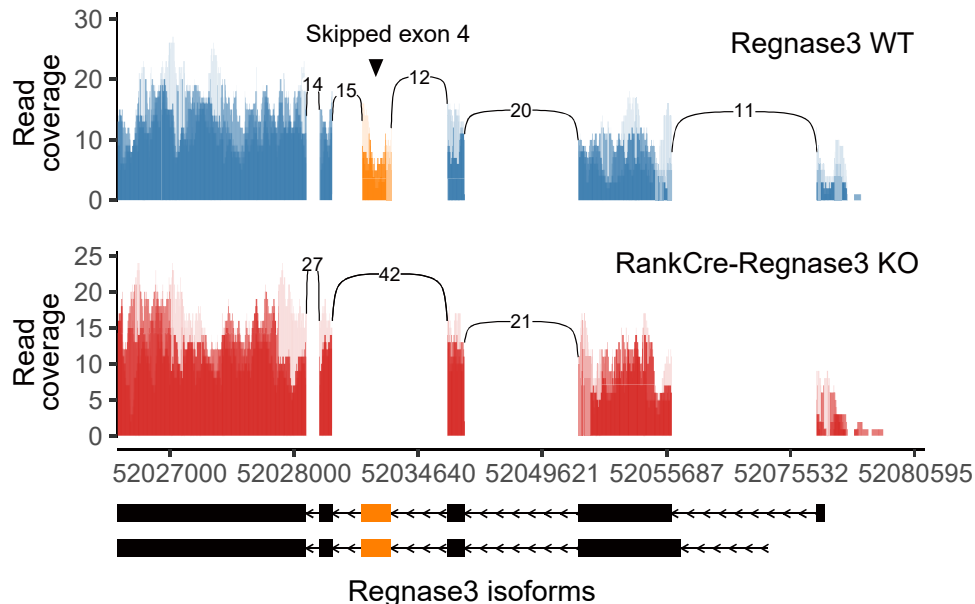 Skipped exon 4
Regnase3 WT
Read
coverage
30
20
10
0
14
15
12
20
11
RankCre-Regnase3 KO
Read
coverage
25
20
15
10
5
0
27
42
21
52027000 52028000 52034640 52049621 52055687 52075532 52080595
Regnase3 isoforms